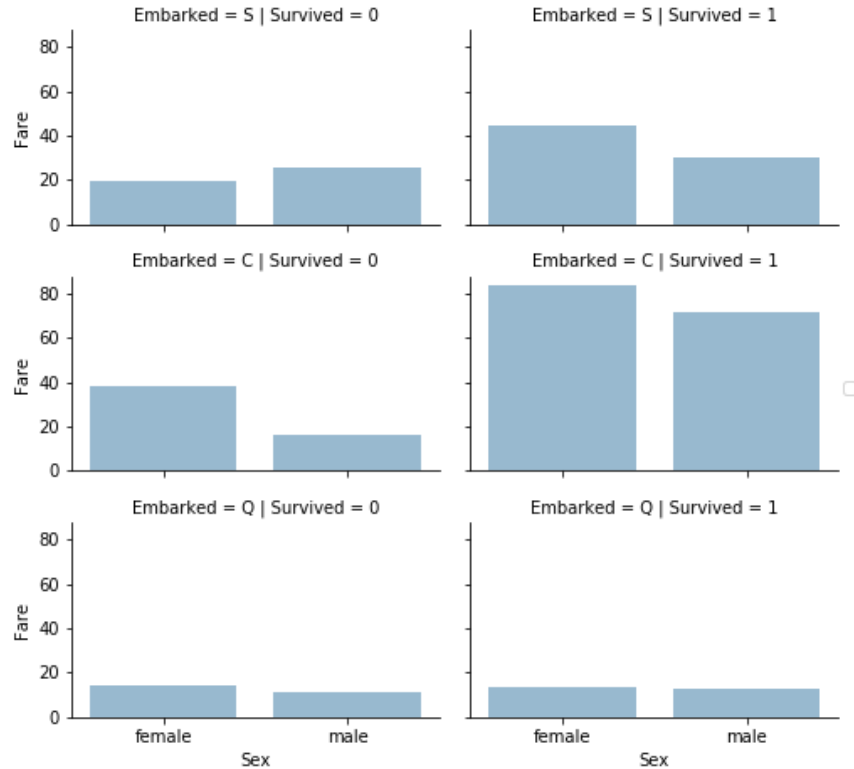 Embarked = S | Survived = 0
Embarked = S | Survived = 1
80
60
40
20
0
Fare
Embarked = C | Survived = 0
Embarked = C | Survived = 1
80
60
40
20
0
Fare
Embarked = Q | Survived = 0
Embarked = Q | Survived = 1
80
60
40
20
0
Fare
female male female male
Sex Sex